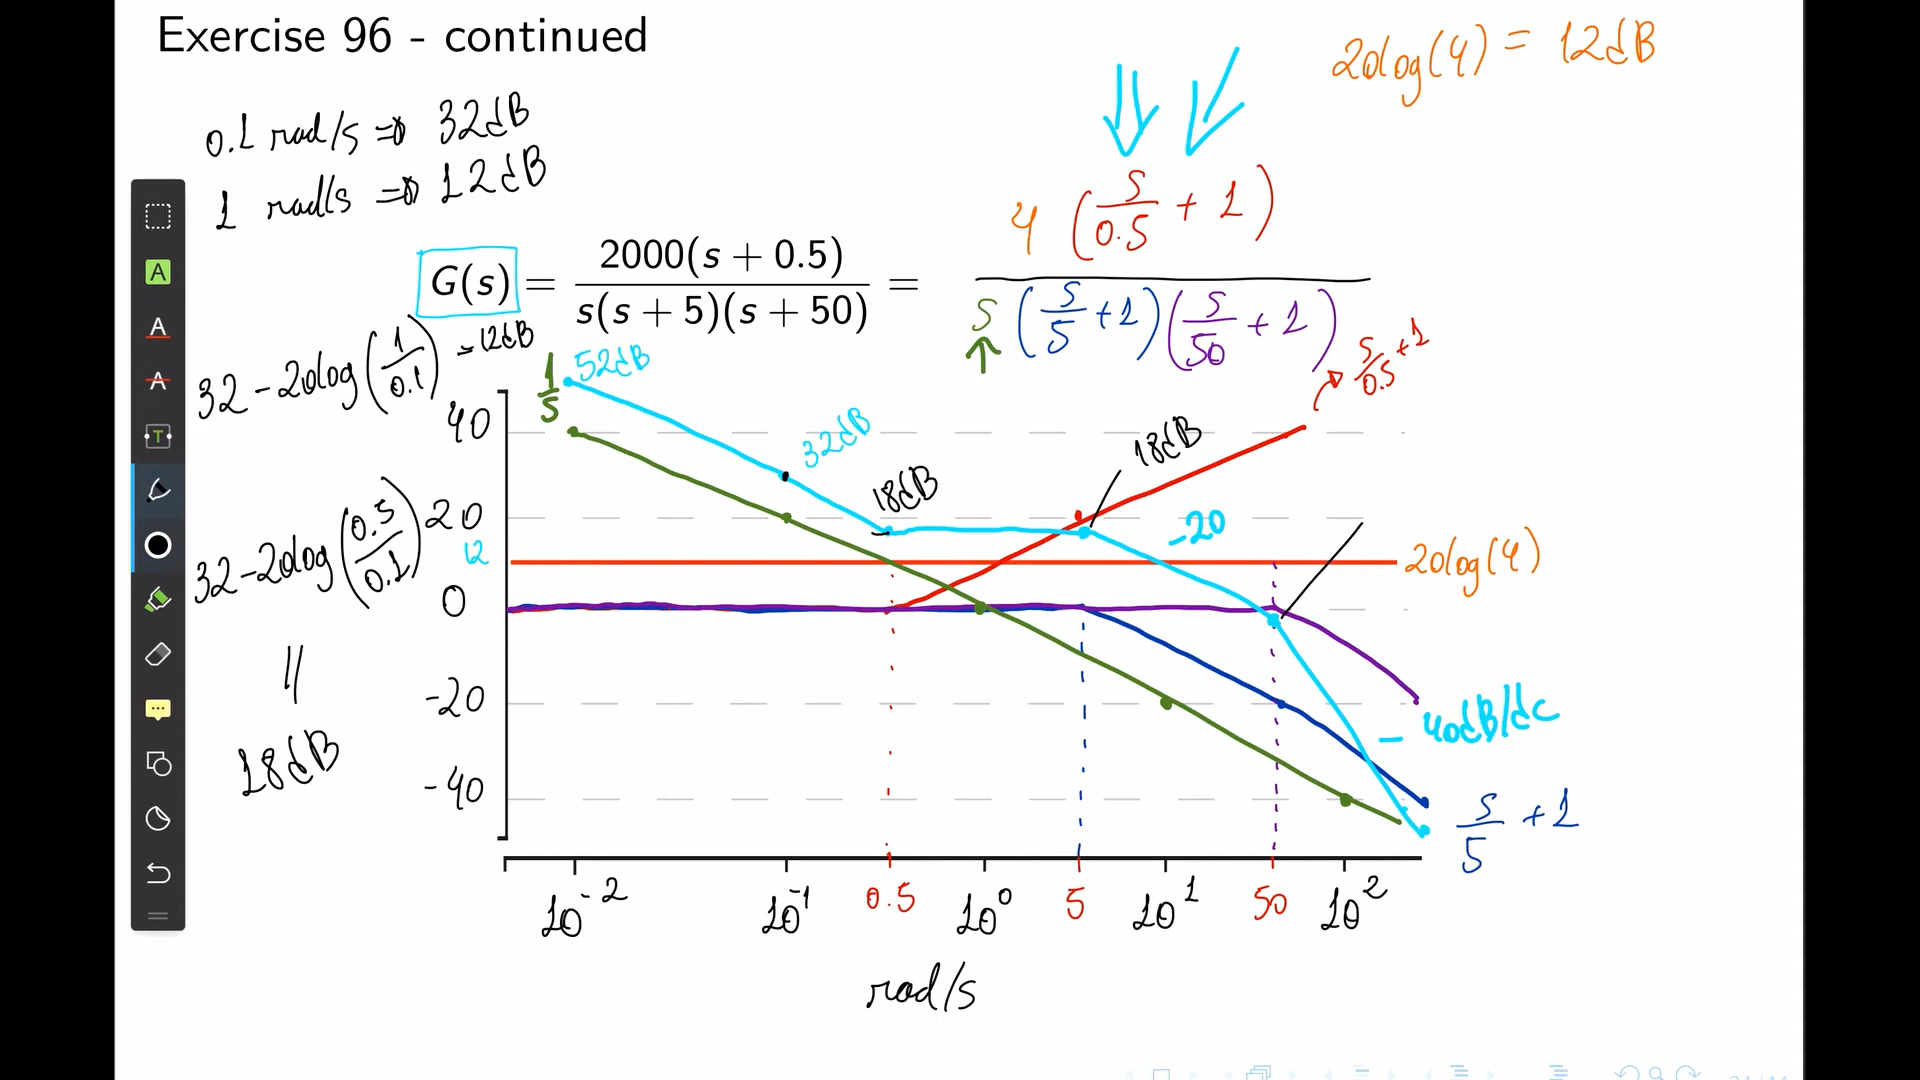 Exercise 96 - continued
20log(4) = 12dB
0.1 rad/s ⇒ 32dB
1 rad/s ⇒ 12dB
G(s) = 2000(s + 0.5) / s(s + 5)(s + 50) = 4 (s/0.5 + 1) / s (s/5 + 1)(s/50 + 1)
32-20log(1/0.1) = 12dB
32-20log(0.5/0.1)
||
18dB
1/s
52dB
32dB
18dB
18dB
s/0.5 + 1
-20
20log(4)
-40dB/dc
s/5 + 1
40
20
12
0
-20
-40
10^-2 10^-1 0.5 10^0 5 10^1 50 10^2
rad/s
A
A
A
T